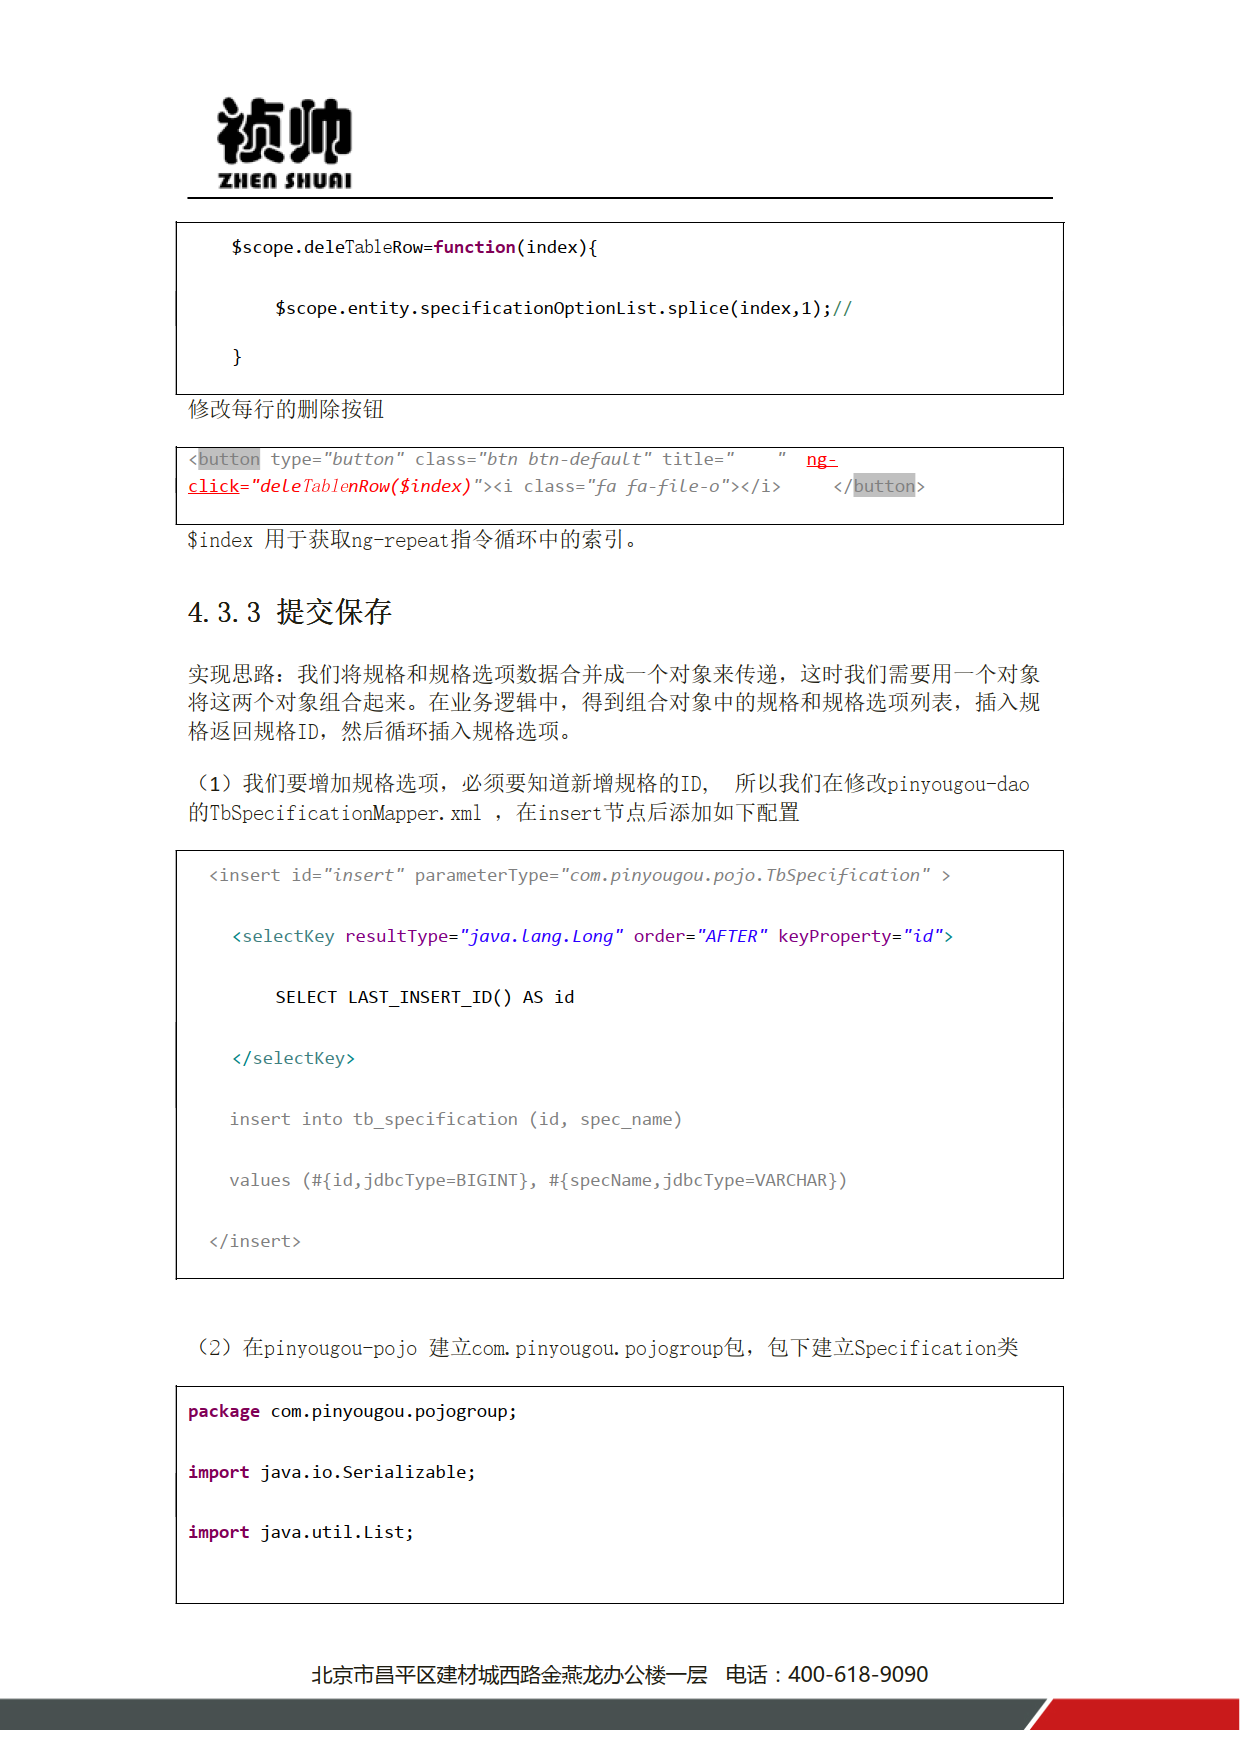 祯帅
ZHEN SHUAI
$scope.deleTableRow=function(index){
$scope.entity.specificationOptionList.splice(index,1);//
}
修改每行的删除按钮
<button type="button" class="btn btn-default" title="    " ng-
click="deleTablenRow($index)"><i class="fa fa-file-o"></i>     </button>
$index 用于获取ng-repeat指令循环中的索引。
4.3.3 提交保存
实现思路：我们将规格和规格选项数据合并成一个对象来传递，这时我们需要用一个对象
将这两个对象组合起来。在业务逻辑中，得到组合对象中的规格和规格选项列表，插入规
格返回规格ID，然后循环插入规格选项。
（1）我们要增加规格选项，必须要知道新增规格的ID， 所以我们在修改pinyougou-dao
的TbSpecificationMapper.xml ，在insert节点后添加如下配置
<insert id="insert" parameterType="com.pinyougou.pojo.TbSpecification" >
<selectKey resultType="java.lang.Long" order="AFTER" keyProperty="id">
SELECT LAST_INSERT_ID() AS id
</selectKey>
insert into tb_specification (id, spec_name)
values (#{id,jdbcType=BIGINT}, #{specName,jdbcType=VARCHAR})
</insert>
（2）在pinyougou-pojo 建立com.pinyougou.pojogroup包，包下建立Specification类
package com.pinyougou.pojogroup;
import java.io.Serializable;
import java.util.List;
北京市昌平区建材城西路金燕龙办公楼一层   电话：400-618-9090